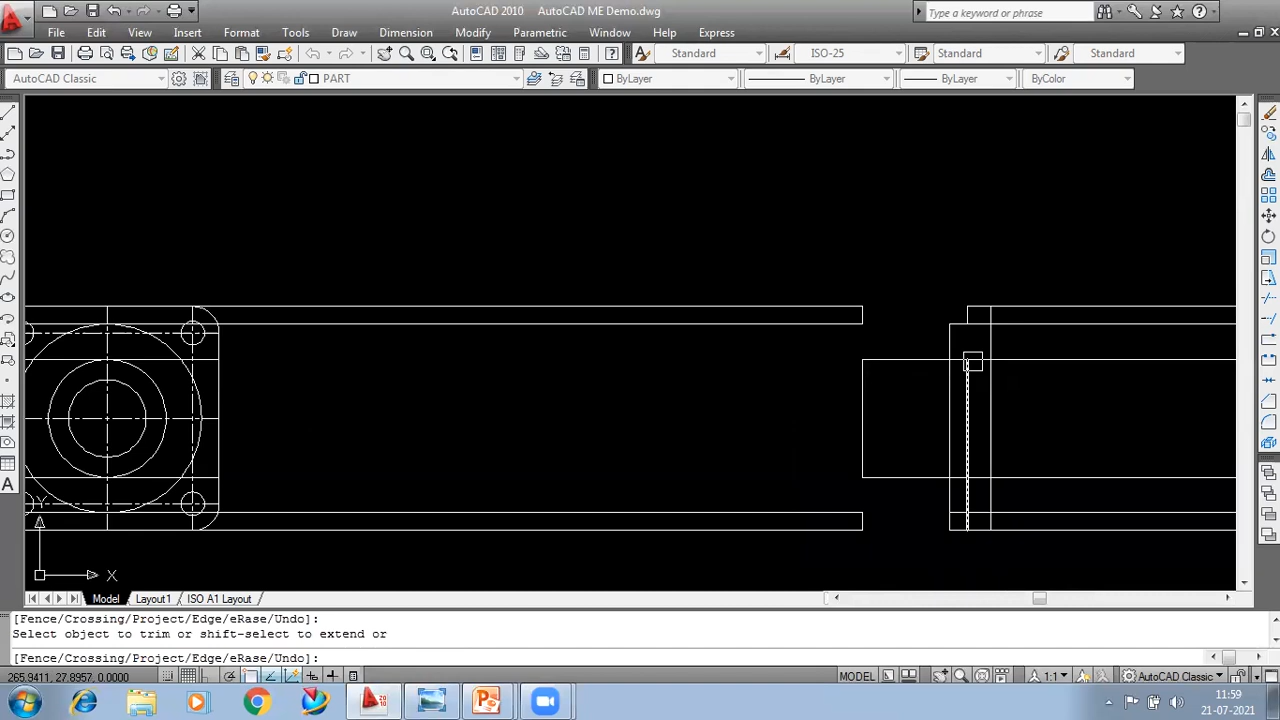 AutoCAD 2010 AutoCAD ME Demo.dwg
Type a keyword or phrase
File Edit View Insert Format Tools Draw Dimension Modify Parametric Window Help Express
Standard ISO-25 Standard Standard
AutoCAD Classic PART ByLayer ByLayer ByLayer ByColor
A
Y
X
Model Layout1 ISO A1 Layout
[Fence/Crossing/Project/Edge/eRase/Undo]:
Select object to trim or shift-select to extend or
[Fence/Crossing/Project/Edge/eRase/Undo]:
265.9411, 27.8957, 0.0000 MODEL 1:1 AutoCAD Classic
11:59
21-07-2021